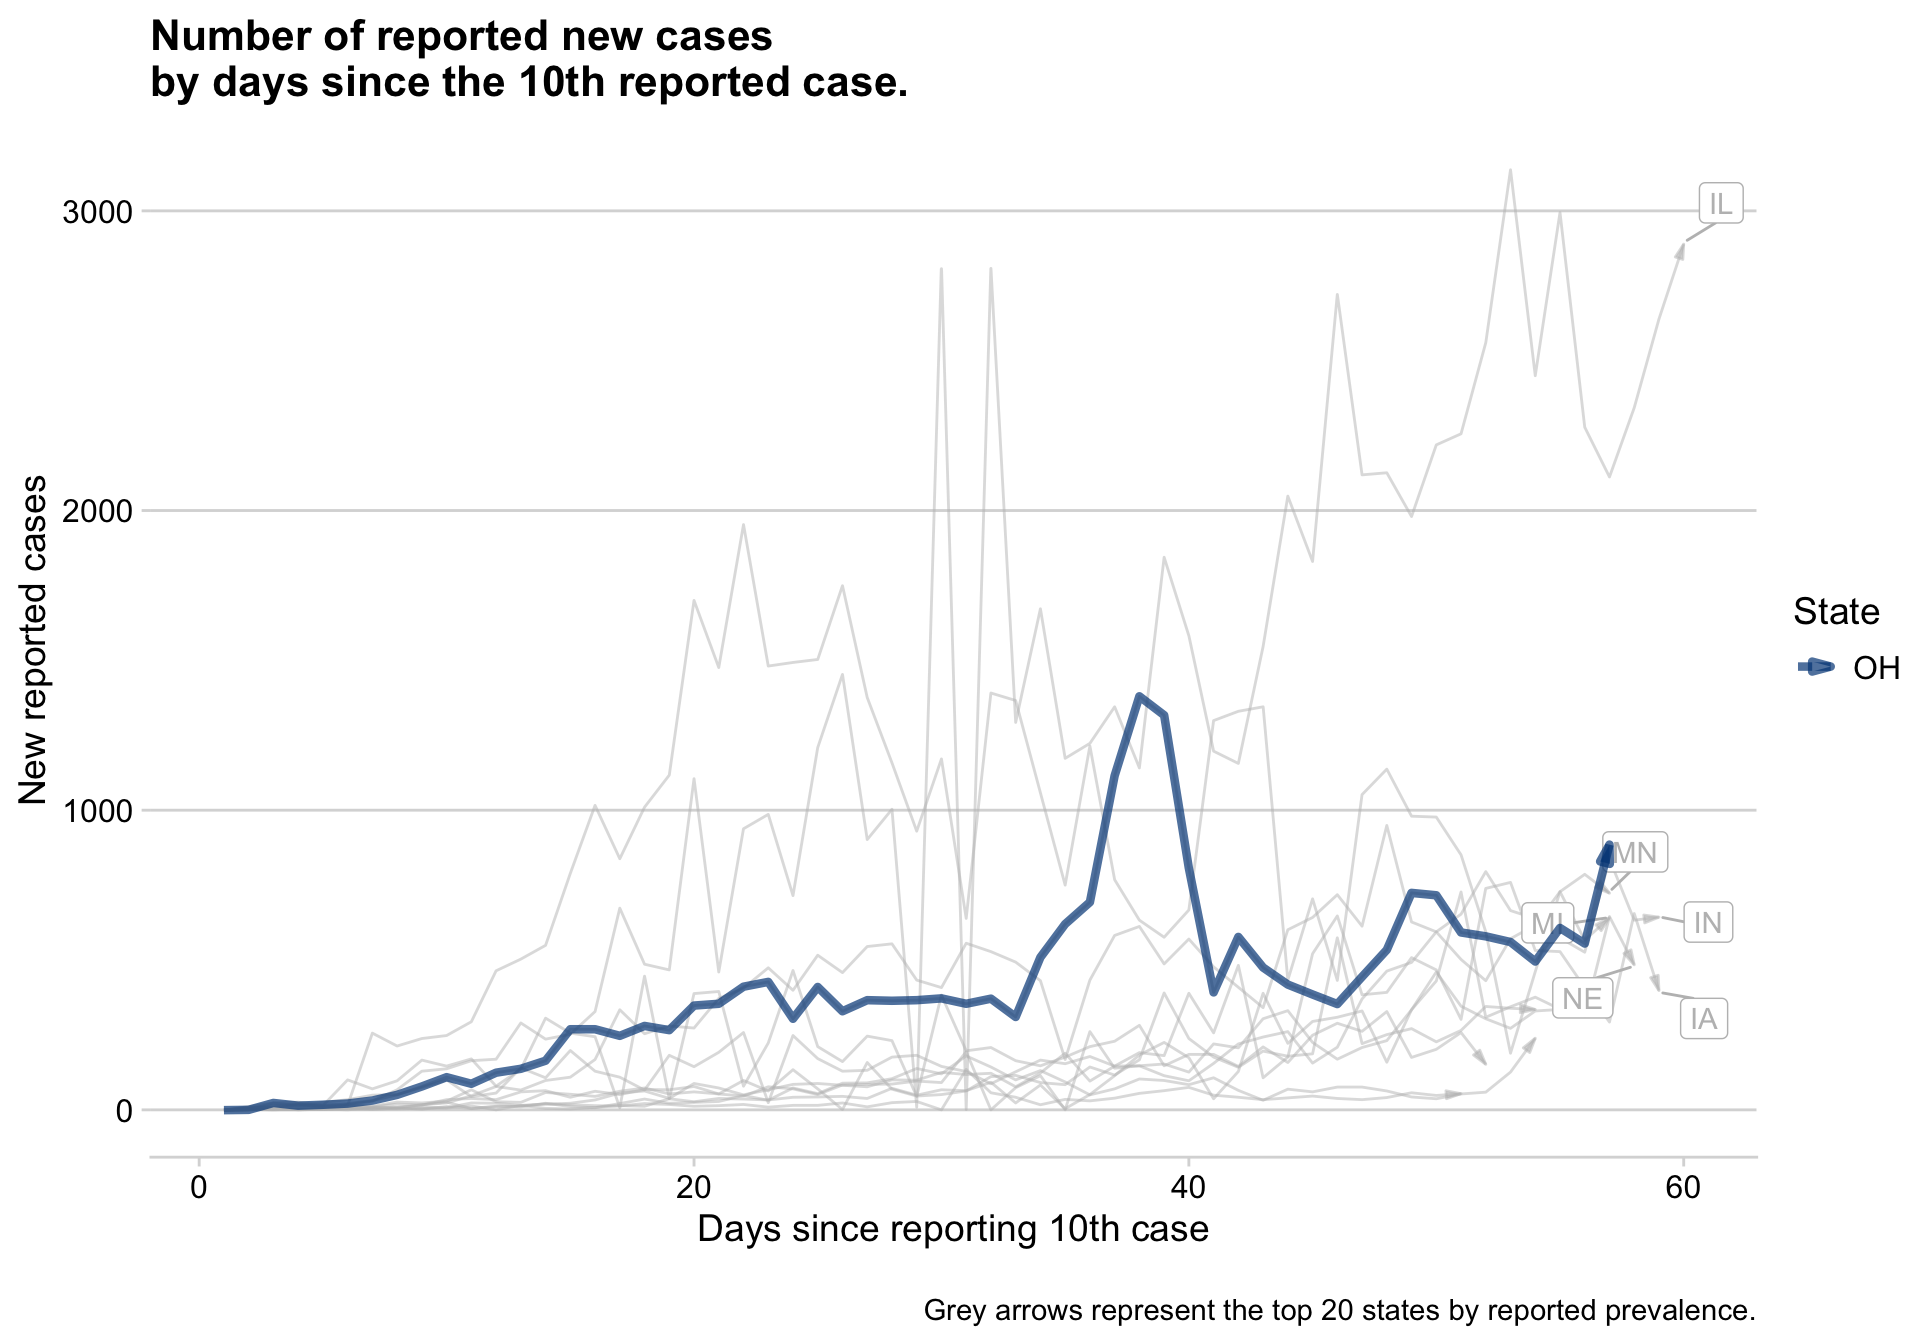 Number of reported new cases
by days since the 10th reported case.
New reported cases
3000
2000
1000
0
0
20
40
60
Days since reporting 10th case
IL
MN
MI
IN
NE
IA
State
OH
Grey arrows represent the top 20 states by reported prevalence.